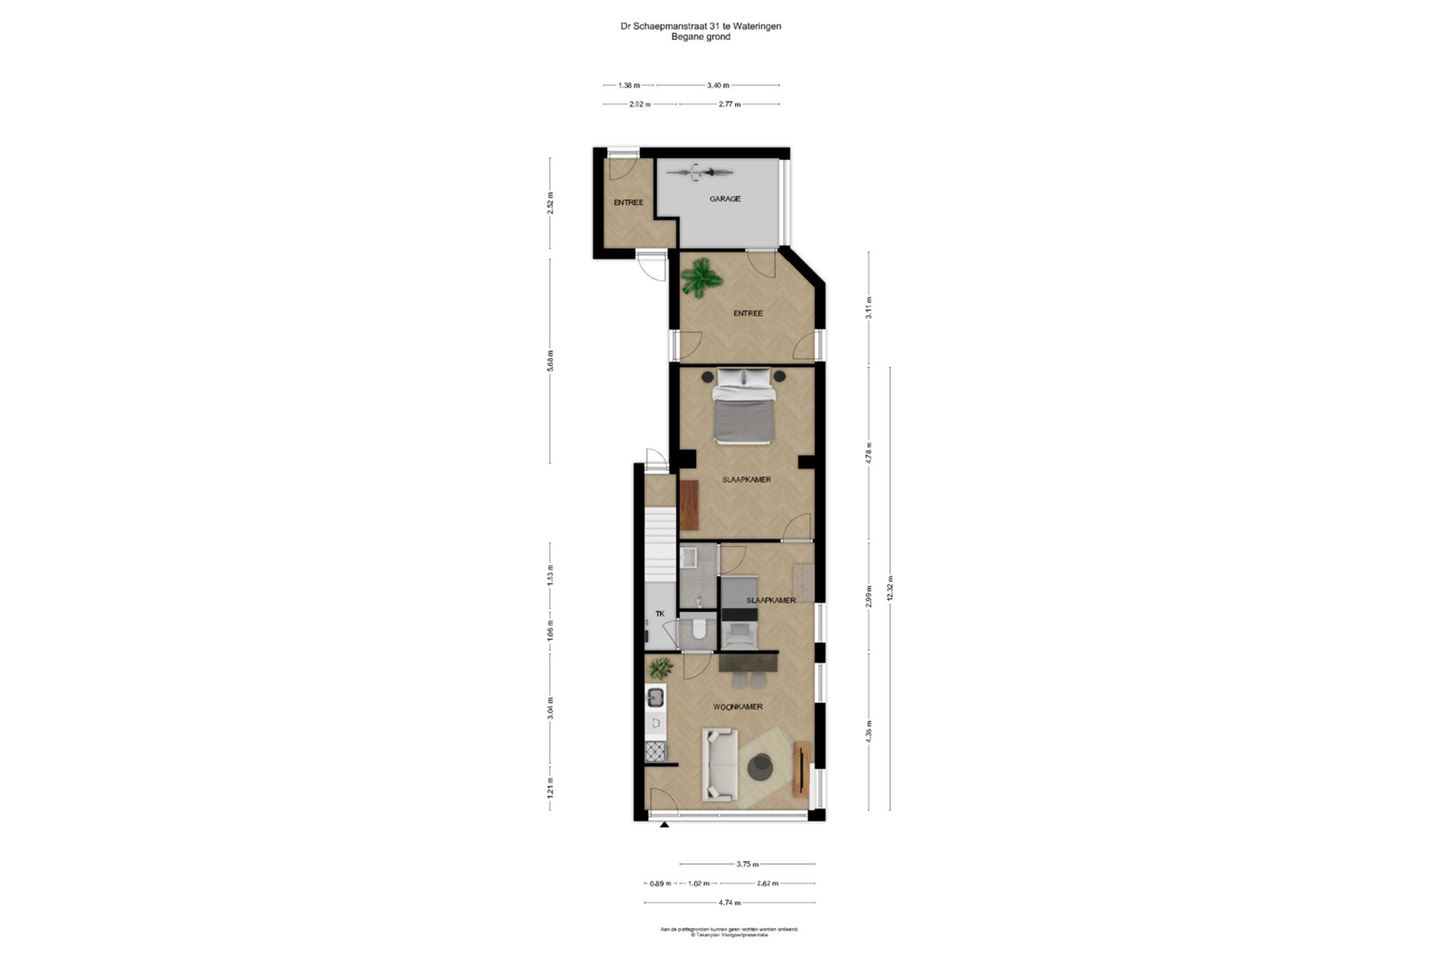 Dr Schaepmanstraat 31 te Wateringen
Begane grond
1.38 m
3.40 m
2.02 m
2.77 m
2.52 m
ENTREE
GARAGE
5.68 m
3.11 m
ENTREE
4.78 m
12.32 m
SLAAPKAMER
1.83 m
2.99 m
SLAAPKAMER
TK
1.06 m
3.04 m
WOONKAMER
4.36 m
1.21 m
3.75 m
0.89 m
1.02 m
2.62 m
4.74 m
Aan de plattegronden kunnen geen rechten worden ontleend.
© Tekenplan Vastgoedpresentatie